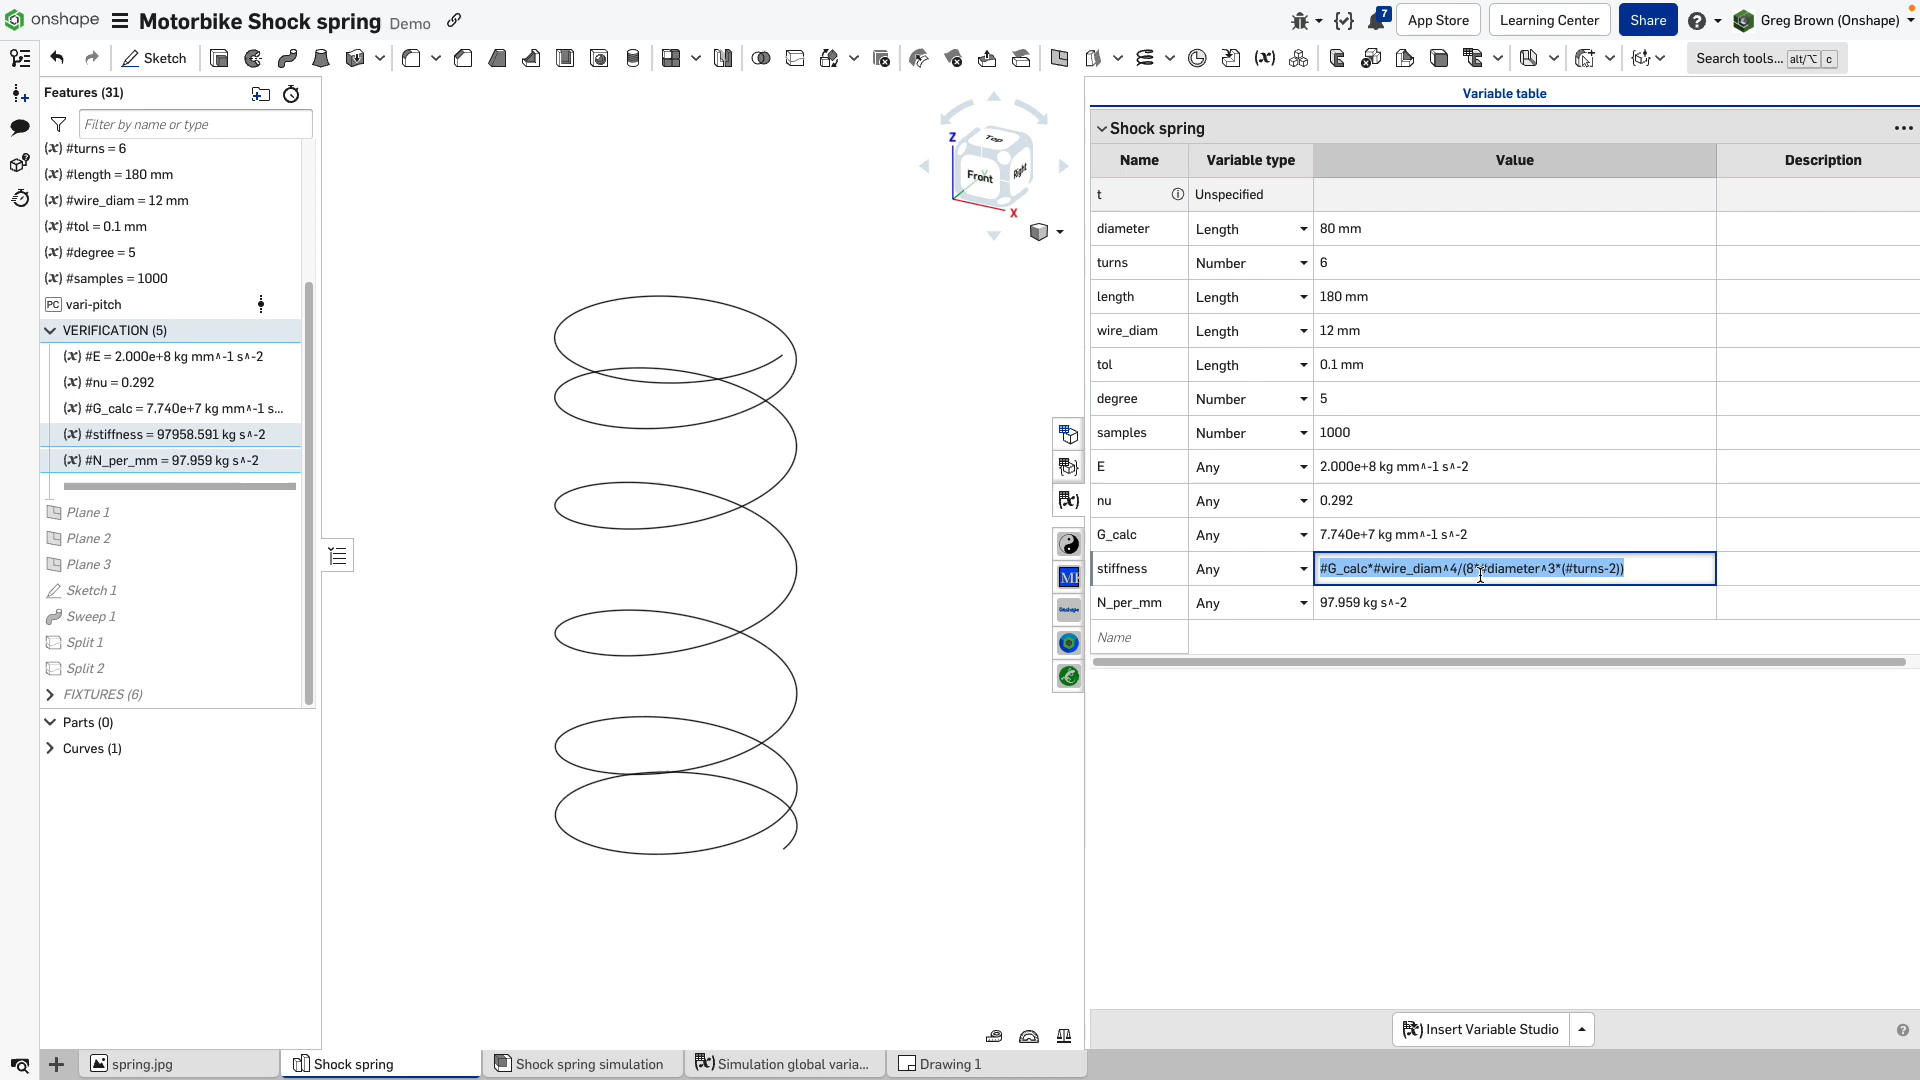 onshape
Motorbike Shock spring Demo
7
App Store
Learning Center
Share
Greg Brown (Onshape)
Sketch
Search tools... alt/⌥ c
Features (31)
Filter by name or type
(x) #turns = 6
(x) #length = 180 mm
(x) #wire_diam = 12 mm
(x) #tol = 0.1 mm
(x) #degree = 5
(x) #samples = 1000
PC vari-pitch
VERIFICATION (5)
(x) #E = 2.000e+8 kg mm^-1 s^-2
(x) #nu = 0.292
(x) #G_calc = 7.740e+7 kg mm^-1 s...
(x) #stiffness = 97958.591 kg s^-2
(x) #N_per_mm = 97.959 kg s^-2
Plane 1
Plane 2
Plane 3
Sketch 1
Sweep 1
Split 1
Split 2
FIXTURES (6)
Parts (0)
Curves (1)
Z
Top
Front
Right
X
Variable table
Shock spring
Name Variable type Value Description
t Unspecified
diameter Length 80 mm
turns Number 6
length Length 180 mm
wire_diam Length 12 mm
tol Length 0.1 mm
degree Number 5
samples Number 1000
E Any 2.000e+8 kg mm^-1 s^-2
nu Any 0.292
G_calc Any 7.740e+7 kg mm^-1 s^-2
stiffness Any #G_calc*#wire_diam^4/(8*#diameter^3*(#turns-2))
N_per_mm Any 97.959 kg s^-2
Name
(x) Insert Variable Studio
spring.jpg
Shock spring
Shock spring simulation
Simulation global varia...
Drawing 1